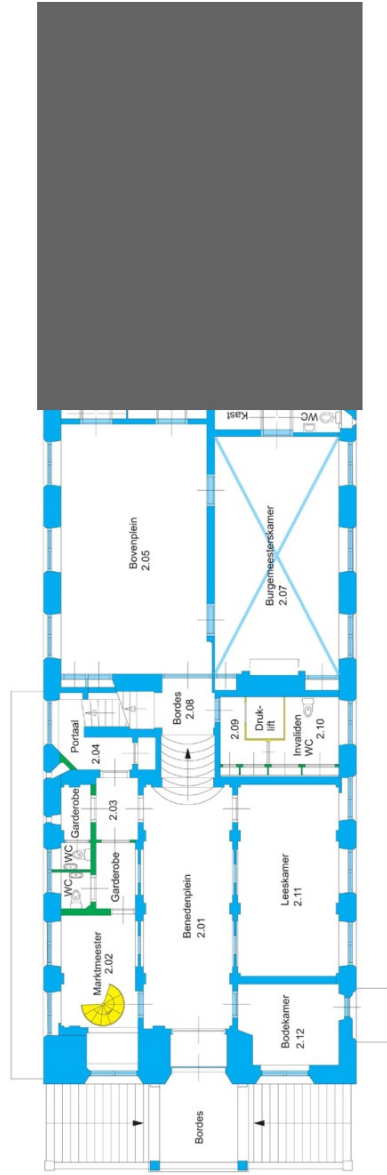 Kast
WC
Bovenplein
2.05
Burgemeesterskamer
2.07
Portaal
2.04
Bordes
2.08
2.09
Druk-
lift
Invaliden
WC
2.10
Garderobe
2.03
WC
WC
Garderobe
Marktmeester
2.02
Benedenplein
2.01
Leeskamer
2.11
Bodekamer
2.12
Bordes